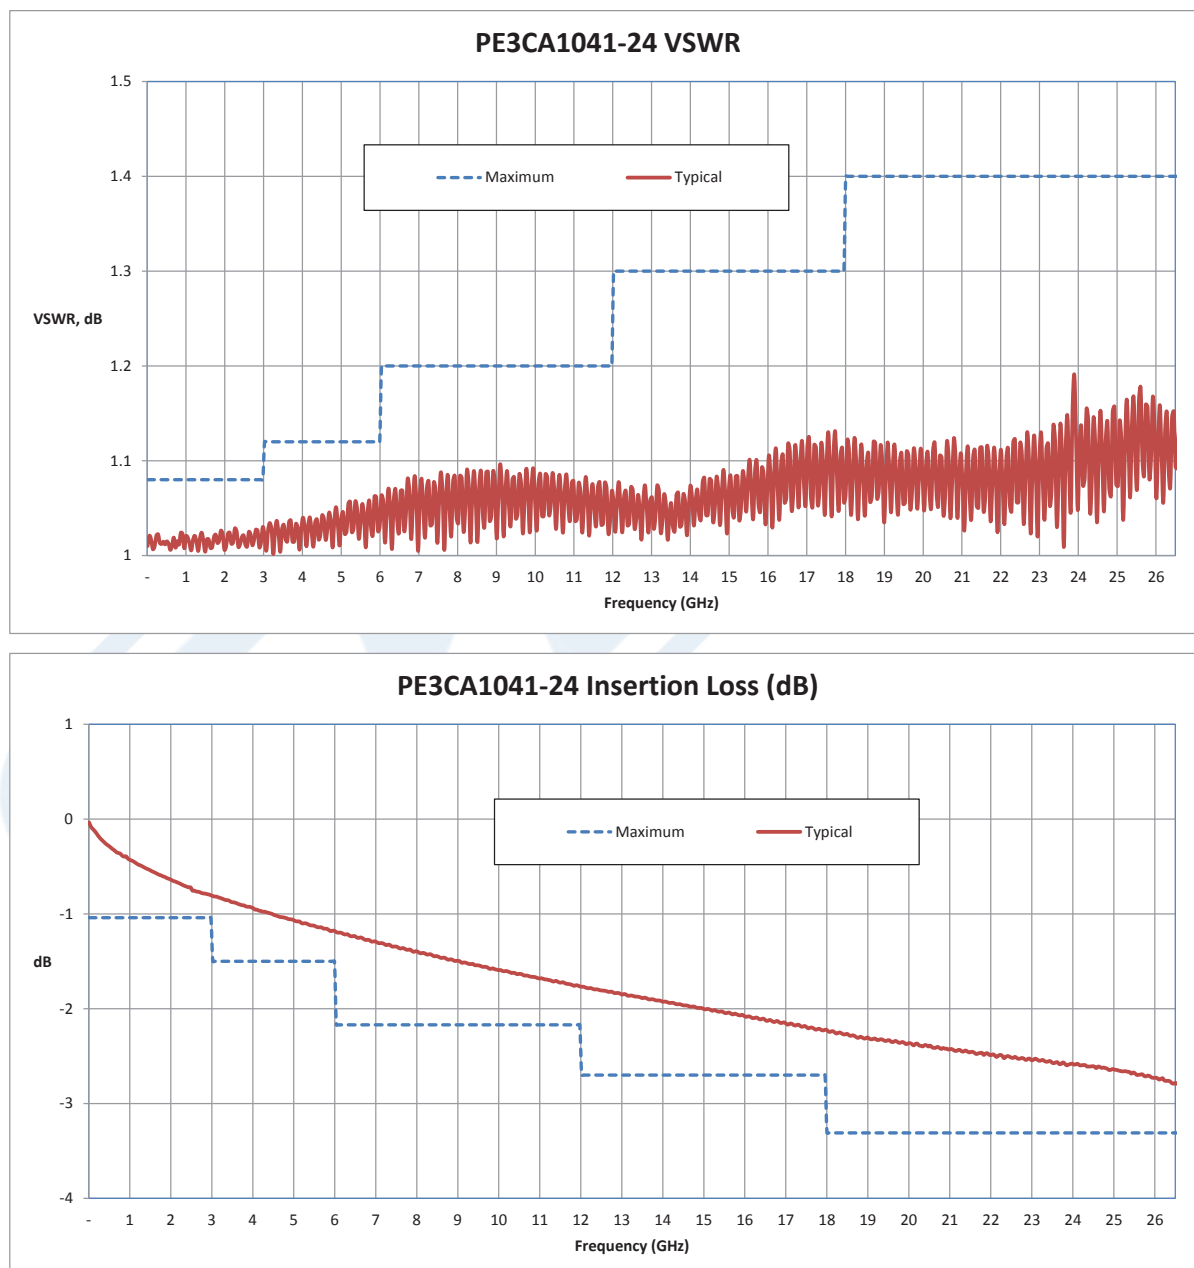 PE3CA1041-24 VSWR
1.5
1.4
1.3
1.2
1.1
1
VSWR, dB
Maximum Typical
- 1 2 3 4 5 6 7 8 9 10 11 12 13 14 15 16 17 18 19 20 21 22 23 24 25 26
Frequency (GHz)
PE3CA1041-24 Insertion Loss (dB)
1
0
-1
-2
-3
-4
dB
Maximum Typical
- 1 2 3 4 5 6 7 8 9 10 11 12 13 14 15 16 17 18 19 20 21 22 23 24 25 26
Frequency (GHz)